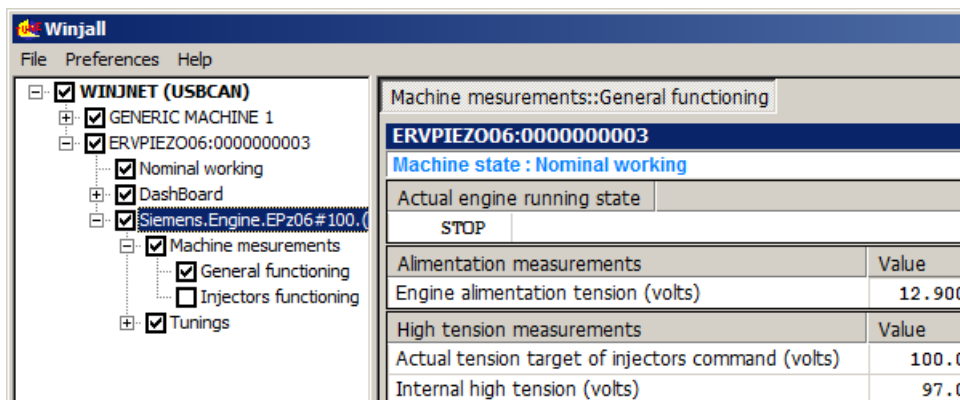 Winjall
File Preferences Help
WINJNET (USBCAN)
GENERIC MACHINE 1
ERVPIEZO06:0000000003
Nominal working
DashBoard
Siemens.Engine.EPz06#100.(
Machine mesurements
General functioning
Injectors functioning
Tunings
Machine mesurements::General functioning
ERVPIEZO06:0000000003
Machine state : Nominal working
Actual engine running state
STOP
Alimentation measurements Value
Engine alimentation tension (volts) 12.900
High tension measurements Value
Actual tension target of injectors command (volts) 100.0
Internal high tension (volts) 97.0